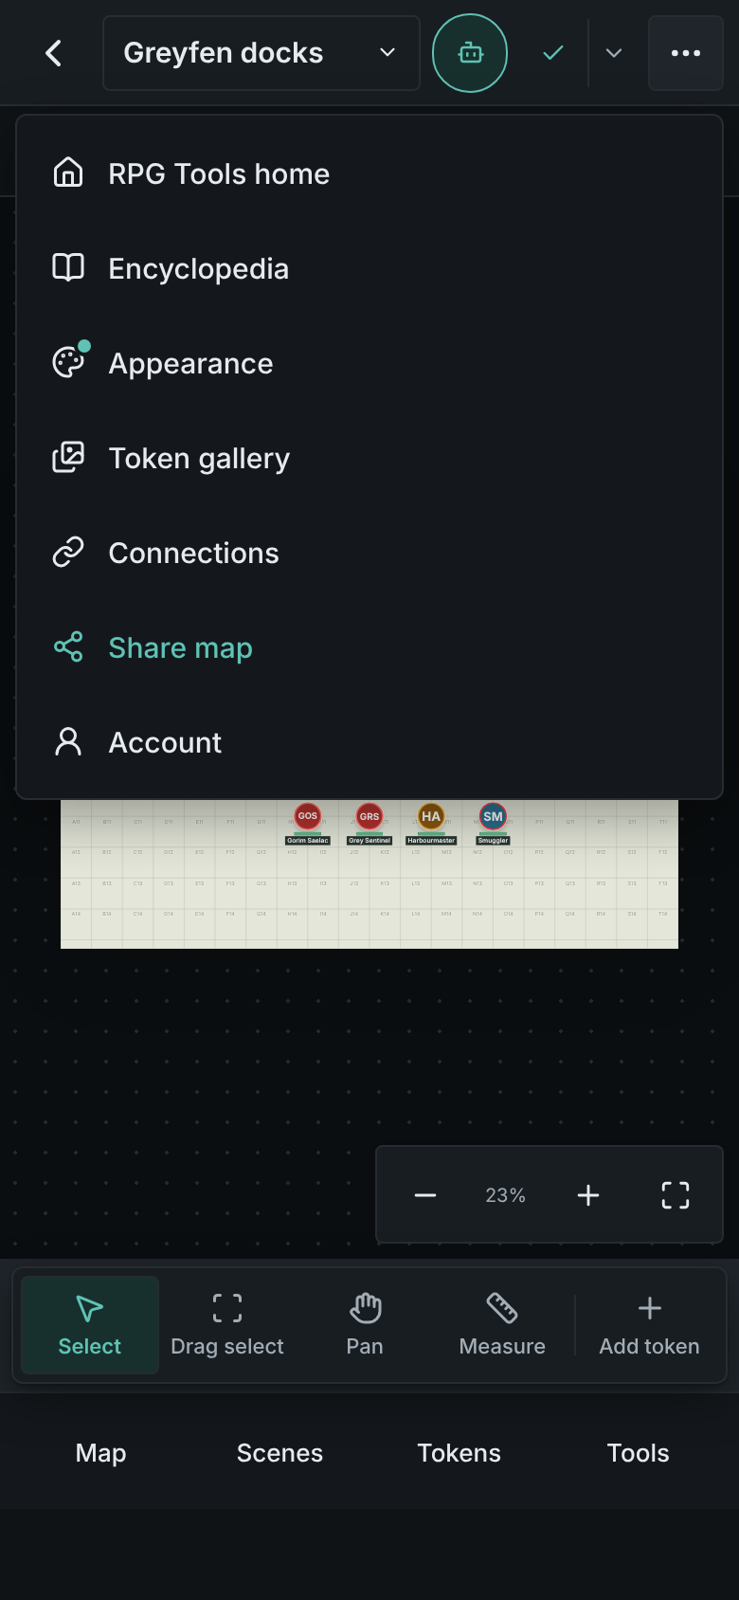 Greyfen docks
RPG Tools home
Encyclopedia
Appearance
Token gallery
Connections
Share map
Account
GOS GRS HA SM
Gorim Saelac Grey Sentinel Harbourmaster Smuggler
23%
Select Drag select Pan Measure Add token
Map Scenes Tokens Tools